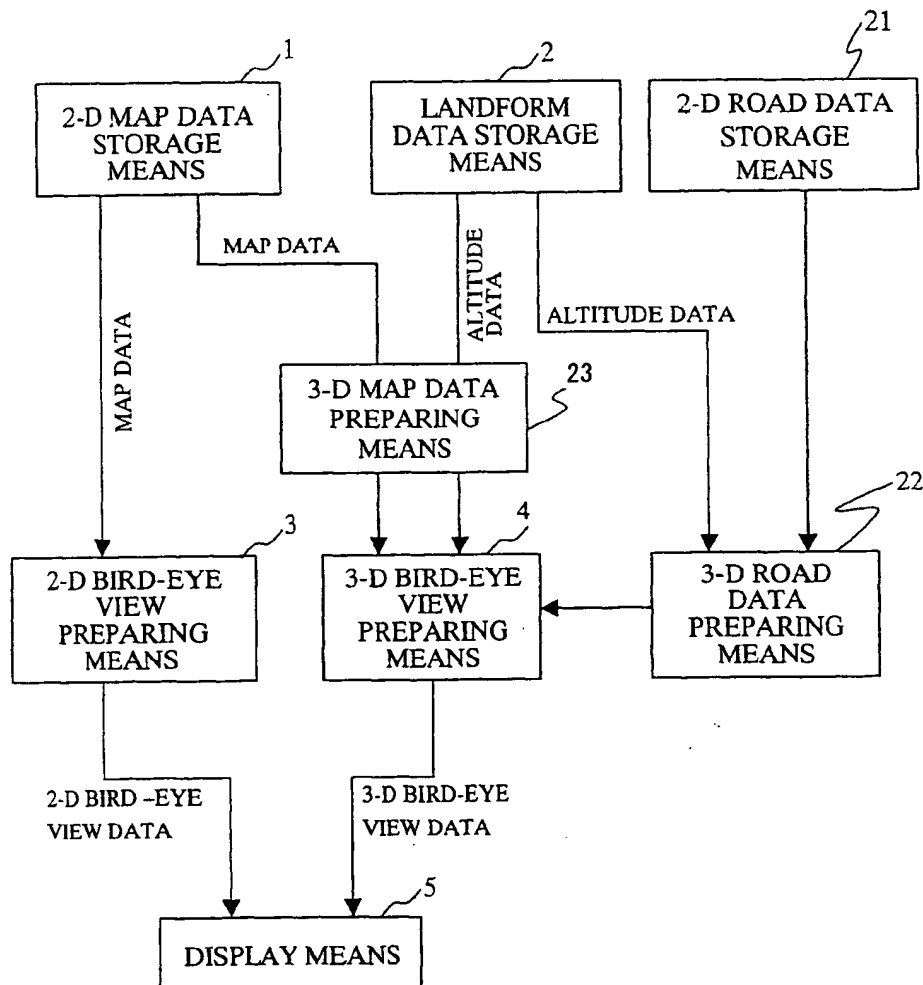 1
2-D MAP DATA
STORAGE
MEANS
2
LANDFORM
DATA STORAGE
MEANS
21
2-D ROAD DATA
STORAGE
MEANS
MAP DATA
MAP DATA
ALTITUDE
DATA
ALTITUDE DATA
23
3-D MAP DATA
PREPARING
MEANS
3
2-D BIRD-EYE
VIEW
PREPARING
MEANS
4
3-D BIRD-EYE
VIEW
PREPARING
MEANS
22
3-D ROAD
DATA
PREPARING
MEANS
2-D BIRD –EYE
VIEW DATA
3-D BIRD-EYE
VIEW DATA
5
DISPLAY MEANS